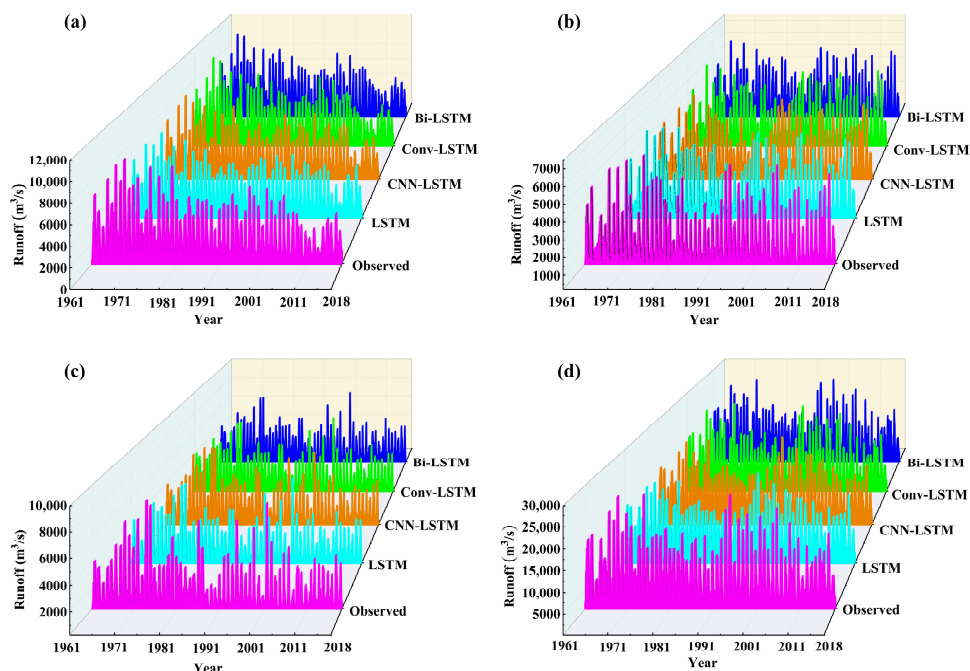 (a)
Bi-LSTM
Conv-LSTM
CNN-LSTM
LSTM
Observed
Runoff (m³/s)
12,000
10,000
8000
6000
4000
2000
0
1961 1971 1981 1991 2001 2011 2018
Year
(b)
Bi-LSTM
Conv-LSTM
CNN-LSTM
LSTM
Observed
Runoff (m³/s)
7000
6000
5000
4000
3000
2000
1000
1961 1971 1981 1991 2001 2011 2018
Year
(c)
Bi-LSTM
Conv-LSTM
CNN-LSTM
LSTM
Observed
Runoff (m³/s)
10,000
8000
6000
4000
2000
1961 1971 1981 1991 2001 2011 2018
Year
(d)
Bi-LSTM
Conv-LSTM
CNN-LSTM
LSTM
Observed
Runoff (m³/s)
30,000
25,000
20,000
15,000
10,000
5000
1961 1971 1981 1991 2001 2011 2018
Year